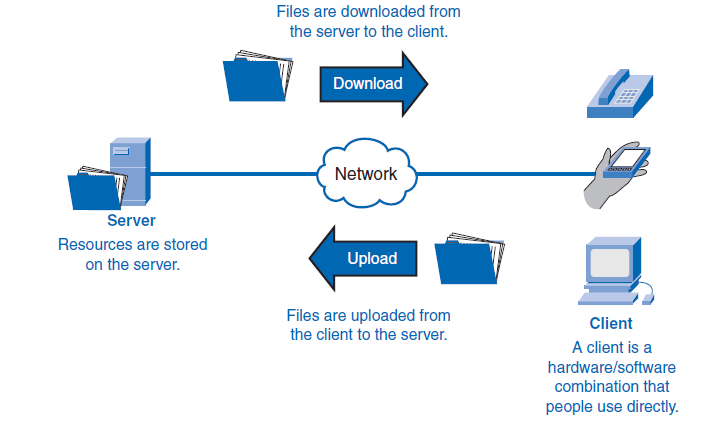 Files are downloaded from
the server to the client.
Download
Network
Server
Resources are stored
on the server.
Upload
Files are uploaded from
the client to the server.
Client
A client is a
hardware/software
combination that
people use directly.